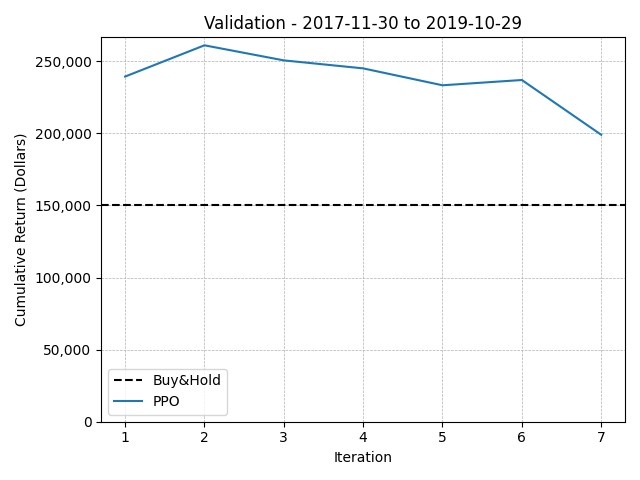 Validation - 2017-11-30 to 2019-10-29
Cumulative Return (Dollars)
250,000
200,000
150,000
100,000
50,000
0
Buy&Hold
PPO
1 2 3 4 5 6 7
Iteration